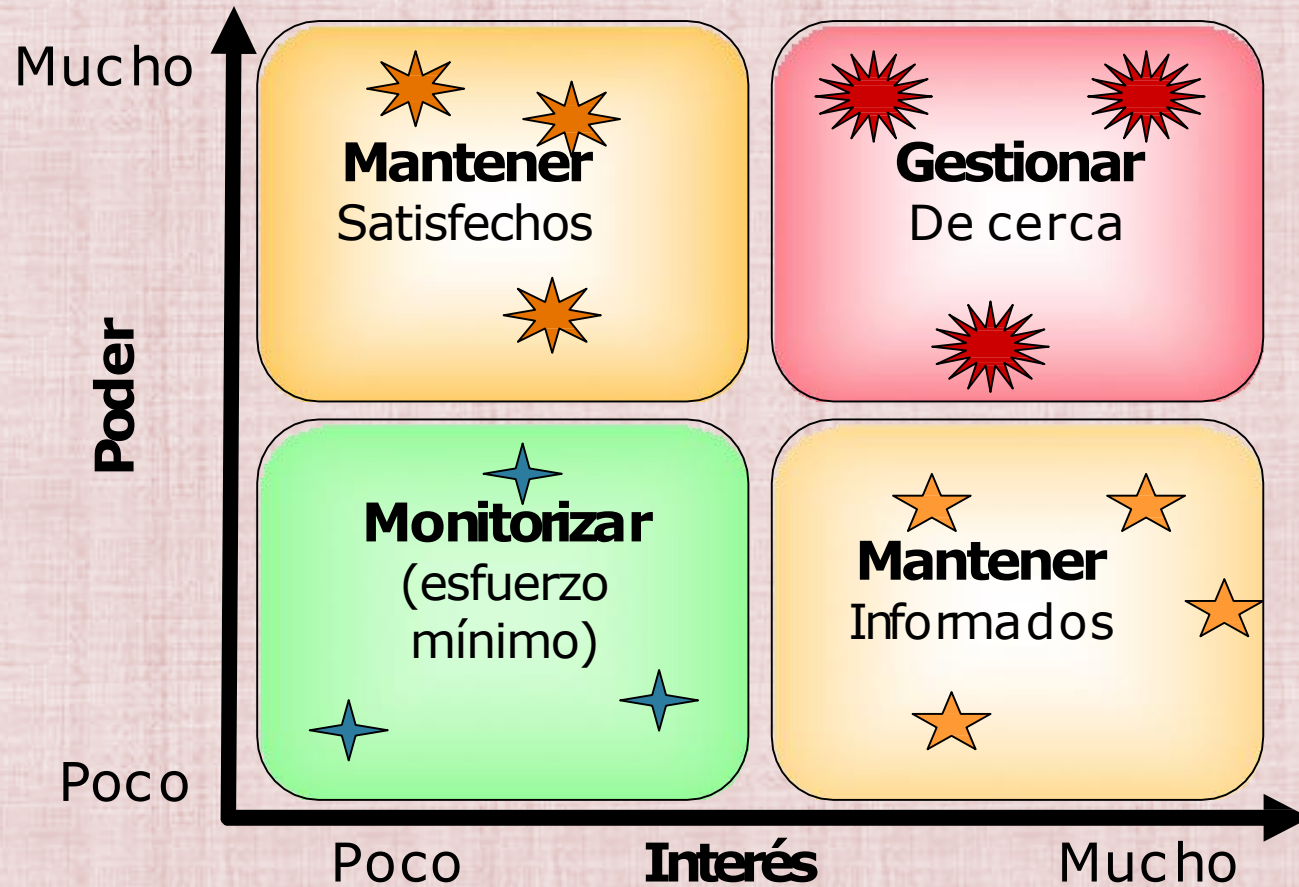 Mucho
Mantener
Satisfechos
Gestionar
De cerca
Poder
Monitorizar
(esfuerzo
mínimo)
Mantener
Informados
Poco
Poco
Interés
Mucho